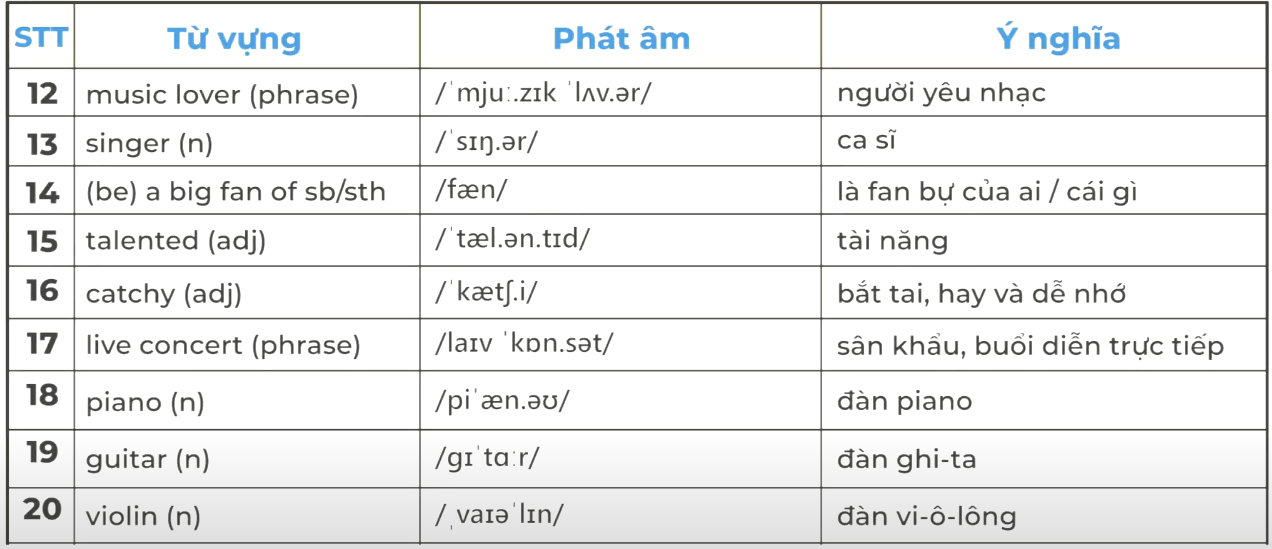 STT Từ vựng Phát âm Ý nghĩa
12 music lover (phrase) /ˈmjuː.zɪk ˈlʌv.ər/ người yêu nhạc
13 singer (n) /ˈsɪŋ.ər/ ca sĩ
14 (be) a big fan of sb/sth /fæn/ là fan bự của ai / cái gì
15 talented (adj) /ˈtæl.ən.tɪd/ tài năng
16 catchy (adj) /ˈkætʃ.i/ bắt tai, hay và dễ nhớ
17 live concert (phrase) /laɪv ˈkɒn.sət/ sân khấu, buổi diễn trực tiếp
18 piano (n) /piˈæn.əʊ/ đàn piano
19 guitar (n) /ɡɪˈtɑːr/ đàn ghi-ta
20 violin (n) /ˌvaɪəˈlɪn/ đàn vi-ô-lông